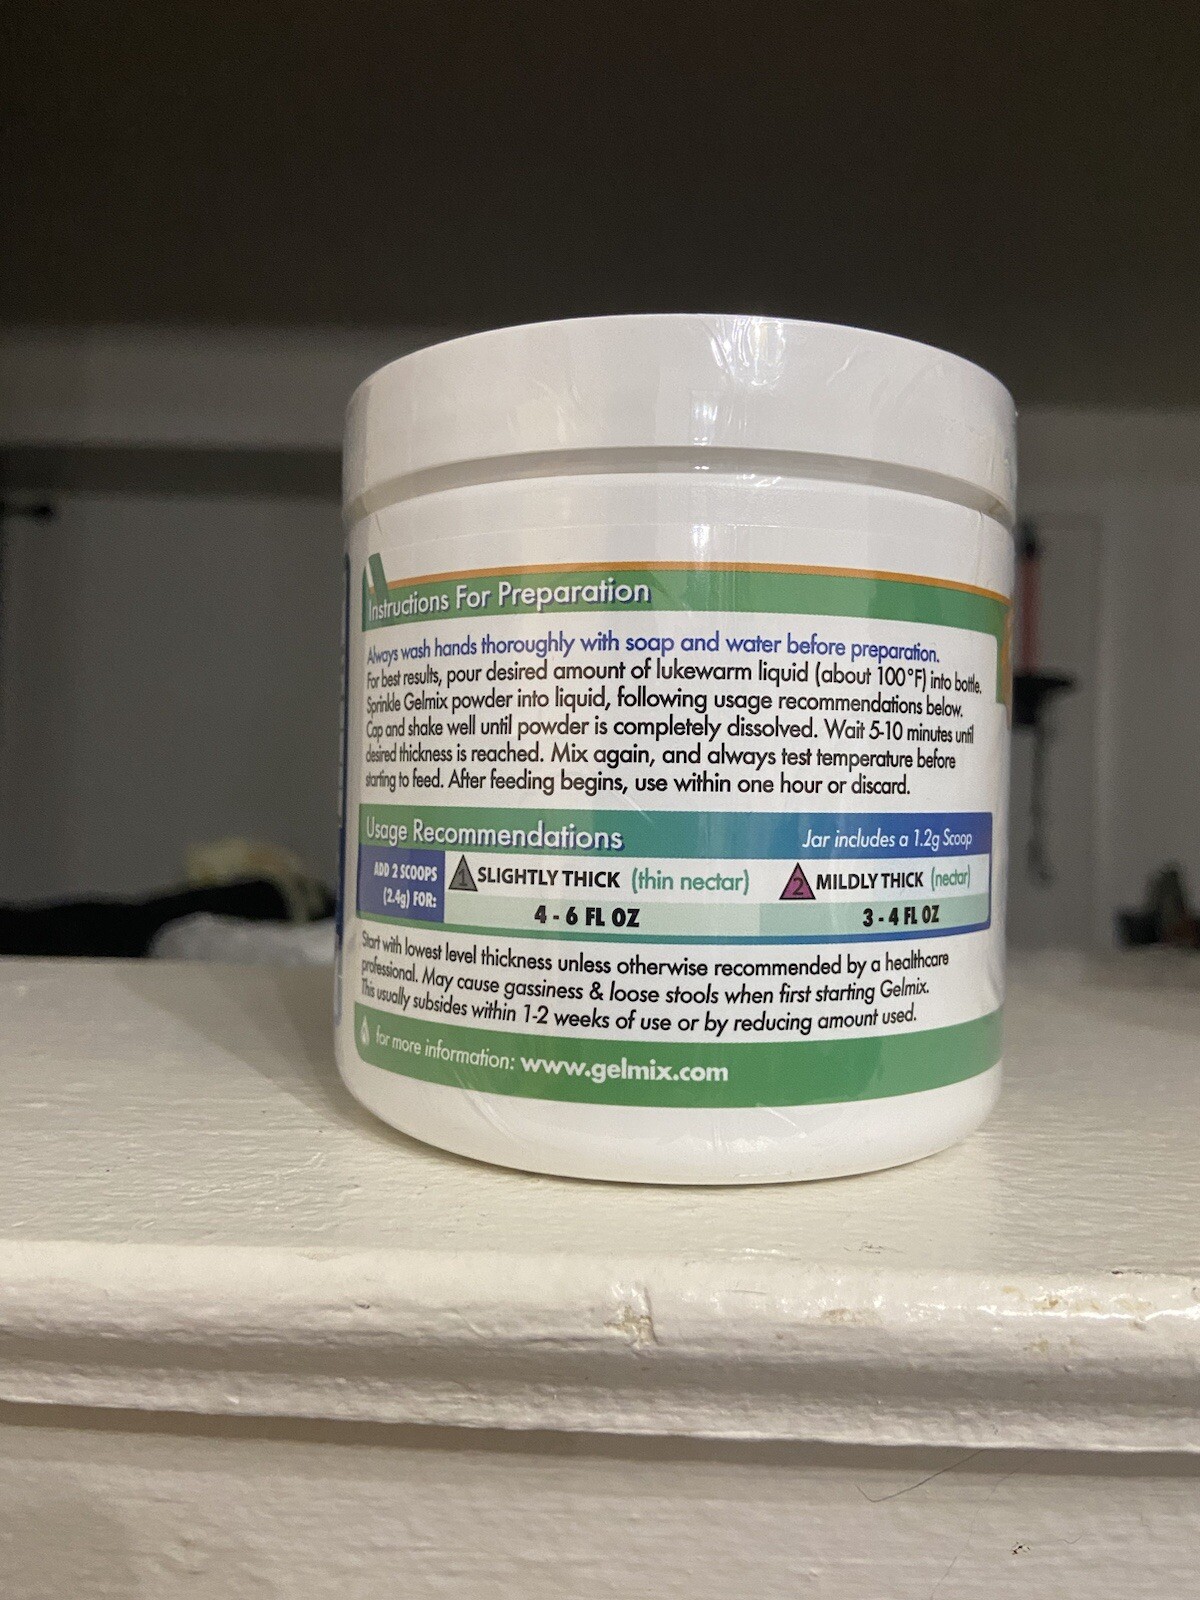 Instructions For Preparation
Always wash hands thoroughly with soap and water before preparation.
For best results, pour desired amount of lukewarm liquid (about 100°F) into bottle.
Sprinkle Gelmix powder into liquid, following usage recommendations below.
Cap and shake well until powder is completely dissolved. Wait 5-10 minutes until
desired thickness is reached. Mix again, and always test temperature before
starting to feed. After feeding begins, use within one hour or discard.
Usage Recommendations Jar includes a 1.2g Scoop
ADD 2 SCOOPS
(2.4g) FOR:
1 SLIGHTLY THICK (thin nectar)
4 - 6 FL OZ
2 MILDLY THICK (nectar)
3 - 4 FL OZ
Start with lowest level thickness unless otherwise recommended by a healthcare
professional. May cause gassiness & loose stools when first starting Gelmix.
This usually subsides within 1-2 weeks of use or by reducing amount used.
for more information: www.gelmix.com